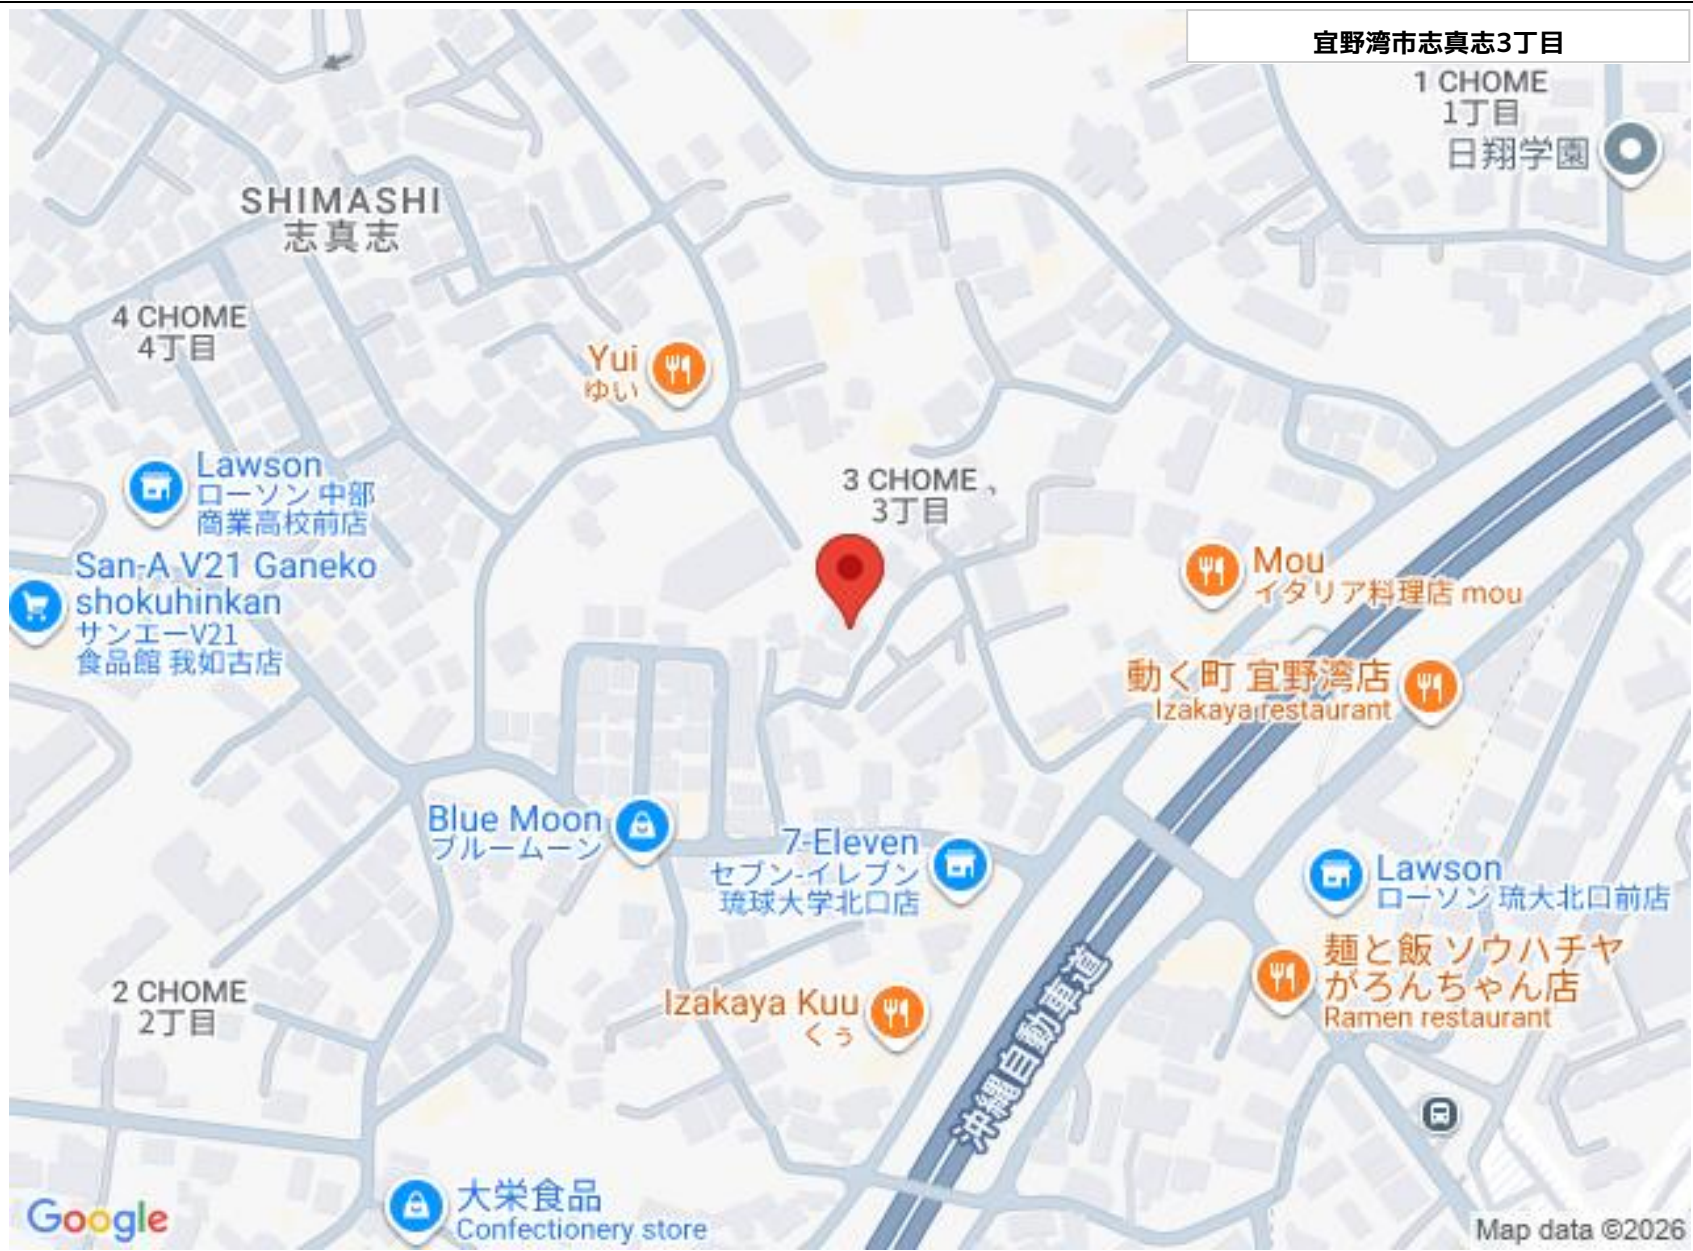 宜野湾市志真志3丁目
1 CHOME
1丁目
日翔学園
SHIMASHI
志真志
4 CHOME
4丁目
Yui
ゆい
Lawson
ローソン 中部
商業高校前店
3 CHOME
3丁目
San-A V21 Ganeko
shokuhinkan
サンエーV21
食品館 我如古店
Mou
イタリア料理店 mou
動く町 宜野湾店
Izakaya restaurant
Blue Moon
ブルームーン
7-Eleven
セブン-イレブン
琉球大学北口店
Lawson
ローソン 琉大北口前店
麺と飯 ソウハチヤ
がろんちゃん店
Ramen restaurant
2 CHOME
2丁目
Izakaya Kuu
くぅ
沖縄自動車道
大栄食品
Confectionery store
Google
Map data ©2026